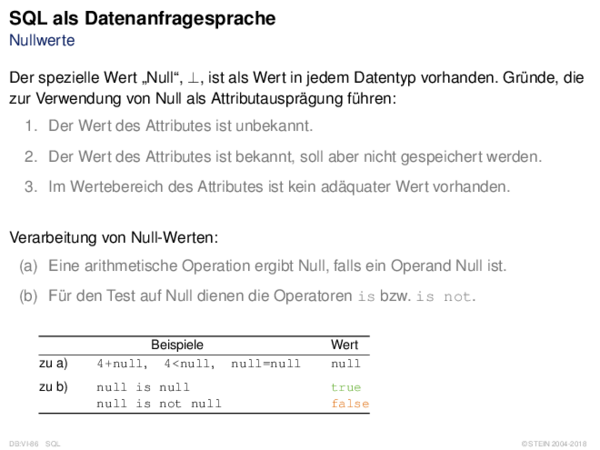 SQL als Datenanfragesprache
Nullwerte
Der spezielle Wert „Null“, ⊥, ist als Wert in jedem Datentyp vorhanden. Gründe, die
zur Verwendung von Null als Attributausprägung führen:
1. Der Wert des Attributes ist unbekannt.
2. Der Wert des Attributes ist bekannt, soll aber nicht gespeichert werden.
3. Im Wertebereich des Attributes ist kein adäquater Wert vorhanden.
Verarbeitung von Null-Werten:
(a) Eine arithmetische Operation ergibt Null, falls ein Operand Null ist.
(b) Für den Test auf Null dienen die Operatoren is bzw. is not.
Beispiele Wert
zu a) 4+null, 4<null, null=null null
zu b) null is null true
null is not null false
DB:VI-86 SQL ©STEIN 2004-2018